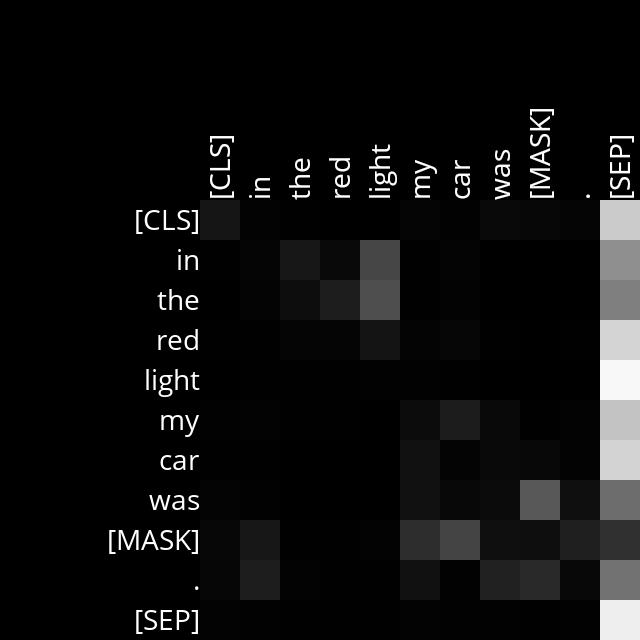 [CLS] in the red light my car was [MASK] . [SEP]
[CLS]
in
the
red
light
my
car
was
[MASK]
.
[SEP]